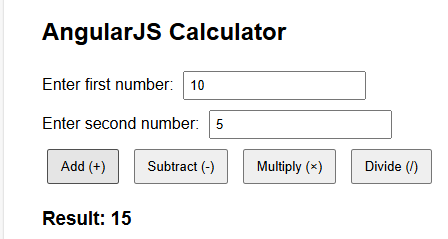 AngularJS Calculator
Enter first number: 10
Enter second number: 5
Add (+) Subtract (-) Multiply (×) Divide (/)
Result: 15